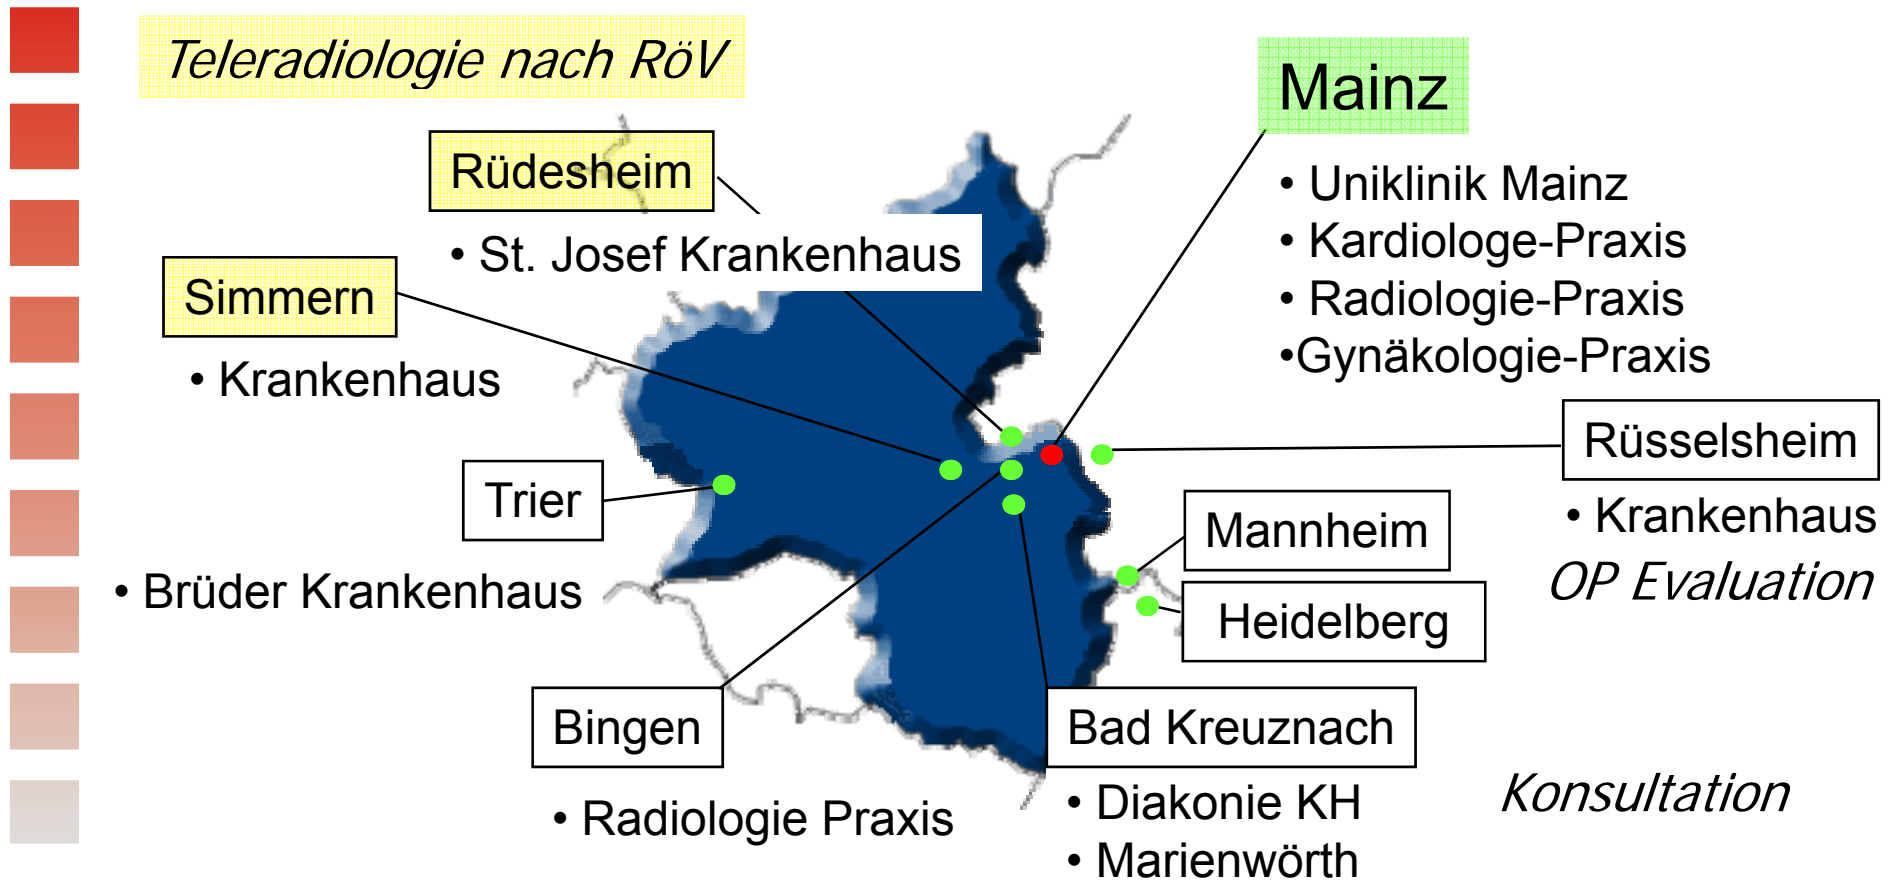 Teleradiologie nach RöV
Mainz
• Uniklinik Mainz
• Kardiologe-Praxis
• Radiologie-Praxis
•Gynäkologie-Praxis
Rüdesheim
• St. Josef Krankenhaus
Simmern
• Krankenhaus
Rüsselsheim
• Krankenhaus
OP Evaluation
Trier
• Brüder Krankenhaus
Mannheim
Heidelberg
Bingen
• Radiologie Praxis
Bad Kreuznach
• Diakonie KH
• Marienwörth
Konsultation